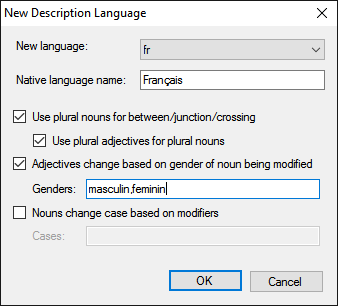 New Description Language
New language: fr
Native language name: Français
Use plural nouns for between/junction/crossing
Use plural adjectives for plural nouns
Adjectives change based on gender of noun being modified
Genders: masculin,feminin
Nouns change case based on modifiers
Cases:
OK Cancel